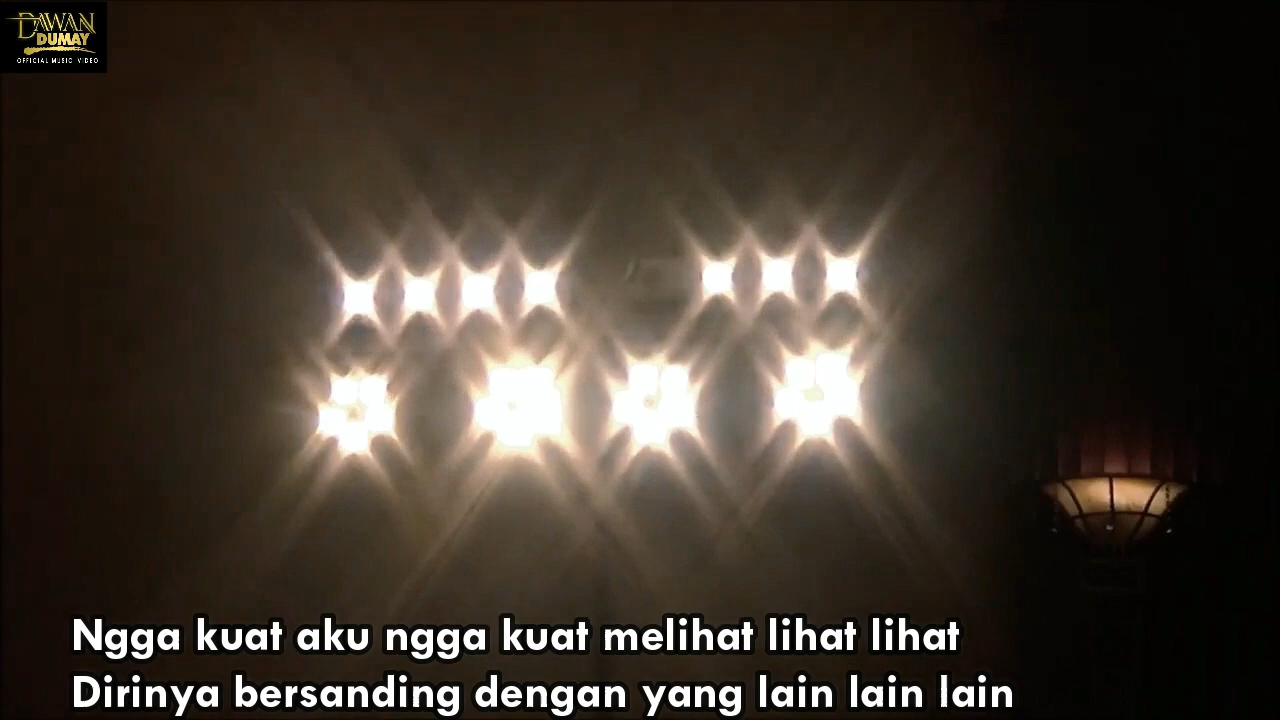 DAWAN
DUMAY
OFFICIAL MUSIC VIDEO
Ngga kuat aku ngga kuat melihat lihat lihat
Dirinya bersanding dengan yang lain lain lain